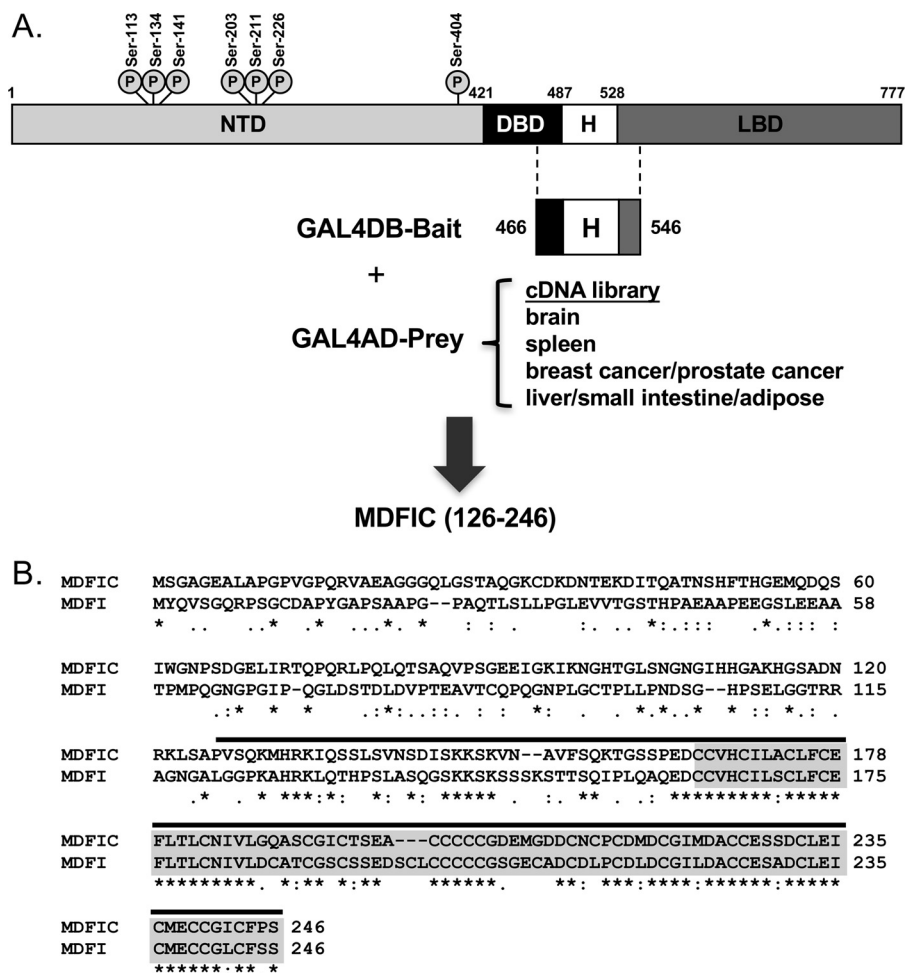 A.
Ser-113 Ser-134 Ser-141 Ser-203 Ser-211 Ser-226 Ser-404
P P P P P P P
1 421 487 528 777
NTD DBD H LBD
GAL4DB-Bait 466 H 546
+
GAL4AD-Prey
cDNA library
brain
spleen
breast cancer/prostate cancer
liver/small intestine/adipose
MDFIC (126-246)
B.
MDFIC MSGAGEALAPGPVGPQRVAEAGGGQLGSTAQGKCDKDNTEKDITQATNSHFTHGEMQDQS 60
MDFI MYQVSGQRPSGCDAPYGAPSAAPG--PAQTLSLLPGLEVVTGSTHPAEAAPEEGSLEEAA 58
* .. ..* * .. * * .: .: . :. . *:.::: *.::: :
MDFIC IWGNPSDGELIRTQPQRLPQLQTSAQVPSGEEIGKIKNGHTGLSNGNGIHHGAKHGSADN 120
MDFI TPMPQGNGPGIP-QGLDSTDLDVPTEAVTCQPQGNPLGCTPLLPNDSG--HPSELGGTRR 115
.:* * * .:*:..::. : : *: . . *.*..* * :: *.: .
MDFIC RKLSAPVSQKMHRKIQSSLSVNSDISKKSKVN--AVFSQKTGSSPEDCCVHCILACLFCE 178
MDFI AGNGALGGPKAHRKLQTHPSLASQGSKKSKSSSKSTTSQIPLQAQEDCCVHCILSCLFCE 175
.* . * ***:*: *: *: ***** . :. ** . .: *********:*****
MDFIC FLTLCNIVLGQASCGICTSEA---CCCCCCGDEMGDDCNCPCDMDCGIMDACCESSDCLEI 235
MDFI FLTLCNIVLDCATCGSCSSEDSCLCCCCCCGSGECADCDLPCDLDCGILDACCESADCLEI 235
*********. *:** *:** ******. **: ***:****:******:*****
MDFIC CMECCGICFPS 246
MDFI CMECCGLCFSS 246
******:** *